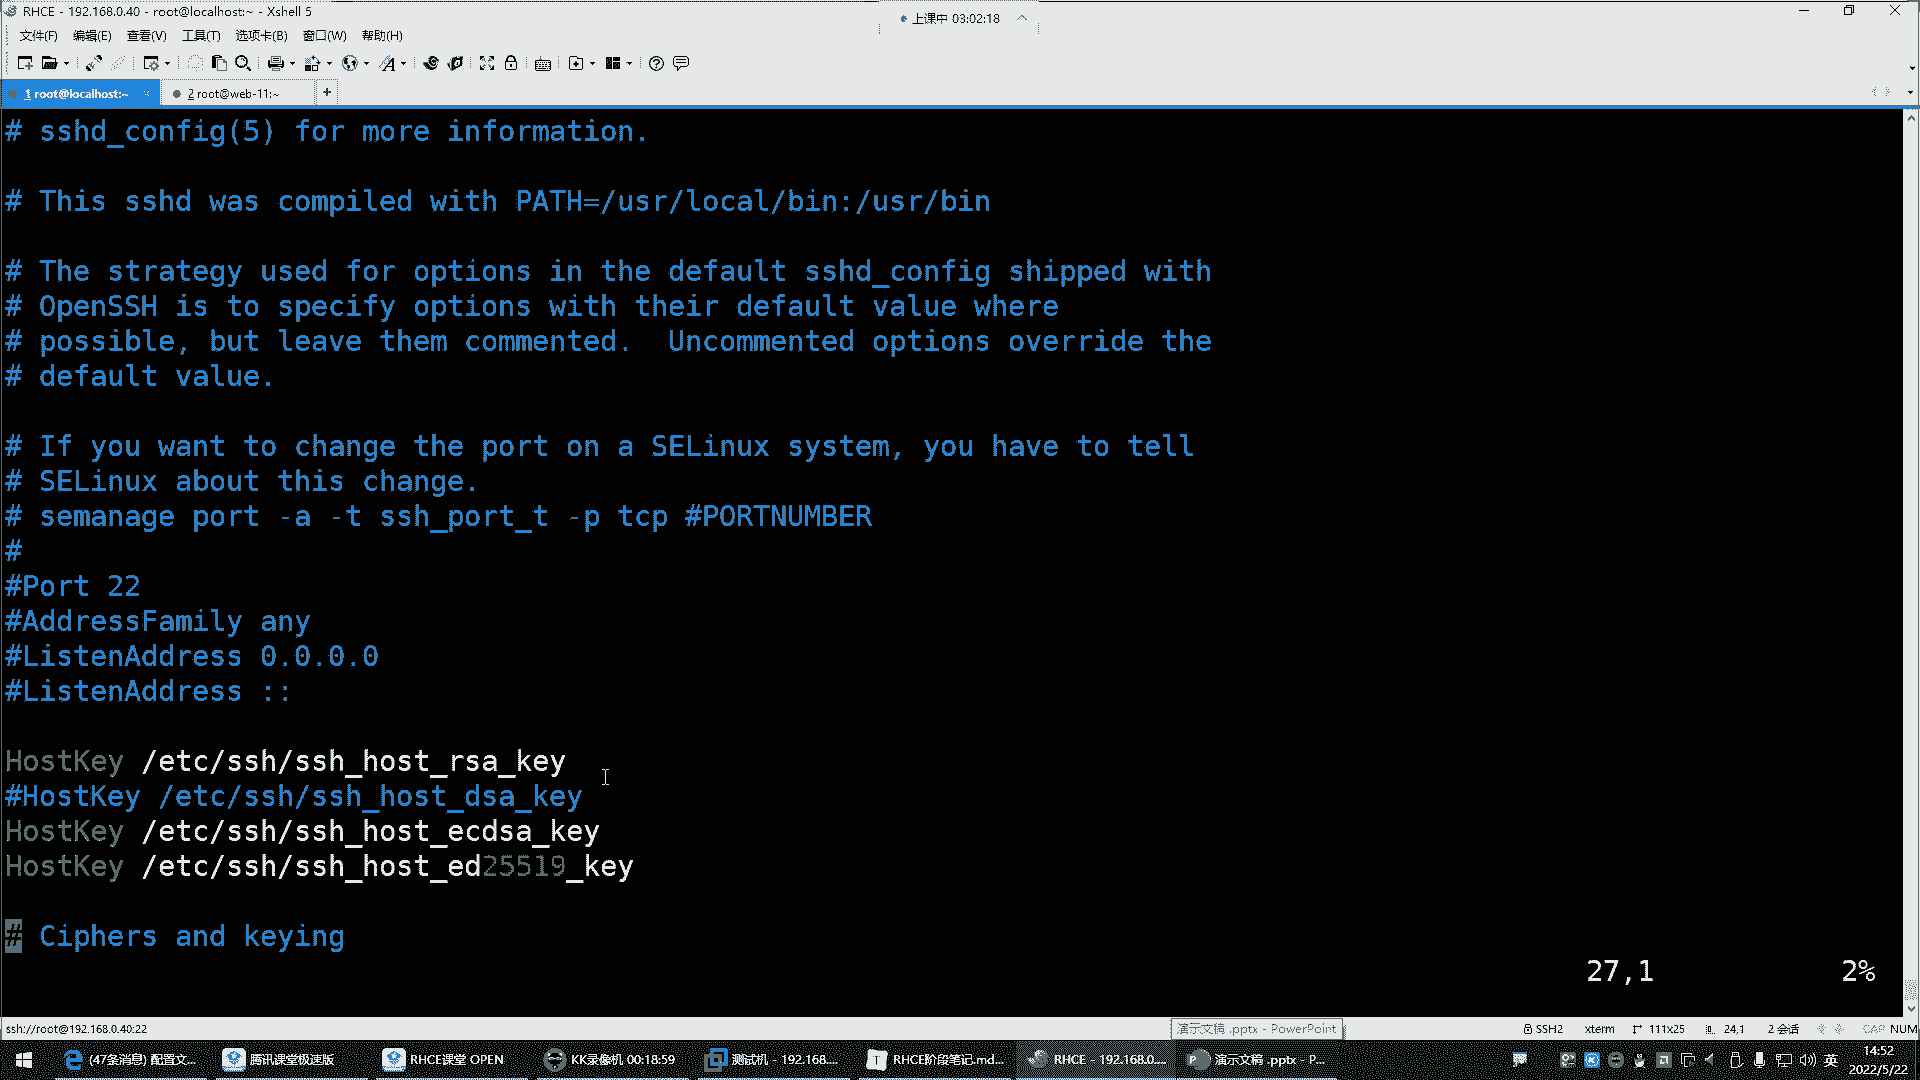 RHCE - 192.168.0.40 - root@localhost:~ - Xshell 5
上课中 03:02:18
文件(F) 编辑(E) 查看(V) 工具(T) 选项卡(B) 窗口(W) 帮助(H)
1 root@localhost:~ × 2 root@web-11:~ +
# sshd_config(5) for more information.
# This sshd was compiled with PATH=/usr/local/bin:/usr/bin
# The strategy used for options in the default sshd_config shipped with
# OpenSSH is to specify options with their default value where
# possible, but leave them commented.  Uncommented options override the
# default value.
# If you want to change the port on a SELinux system, you have to tell
# SELinux about this change.
# semanage port -a -t ssh_port_t -p tcp #PORTNUMBER
#
#Port 22
#AddressFamily any
#ListenAddress 0.0.0.0
#ListenAddress ::
HostKey /etc/ssh/ssh_host_rsa_key
#HostKey /etc/ssh/ssh_host_dsa_key
HostKey /etc/ssh/ssh_host_ecdsa_key
HostKey /etc/ssh/ssh_host_ed25519_key
# Ciphers and keying
27,1 2%
ssh://root@192.168.0.40:22 演示文稿 .pptx - PowerPoint SSH2 xterm 111x25 24,1 2 会话 CAP NUM
(47条消息) 配置文... 腾讯课堂极速版 RHCE课堂 OPEN KK录像机 00:18:59 测试机 - 192.168.... RHCE阶段笔记.md... RHCE - 192.168.0.... 演示文稿 .pptx - P... 英 14:52
2022/5/22